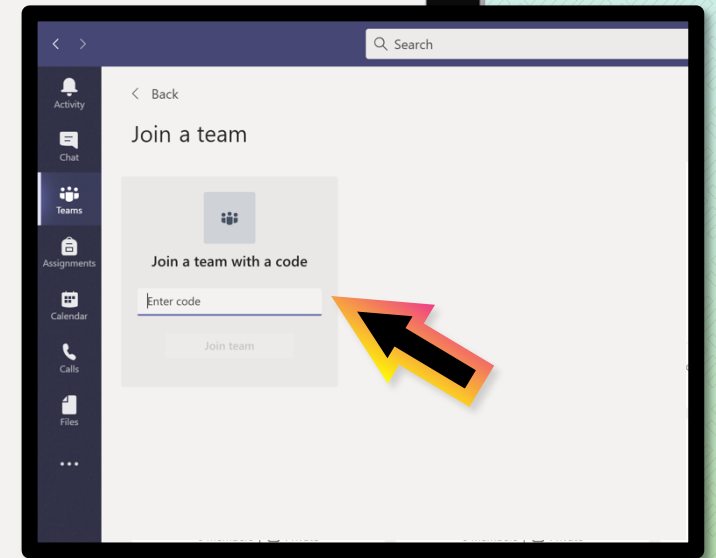 Search
Activity
Chat
Teams
Assignments
Calendar
Calls
Files
Back
Join a team
Join a team with a code
Enter code
Join team